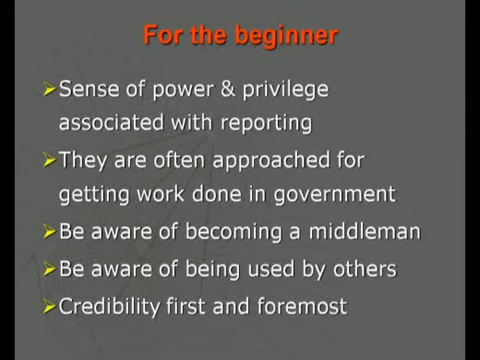 For the beginner
Sense of power & privilege
associated with reporting
They are often approached for
getting work done in government
Be aware of becoming a middleman
Be aware of being used by others
Credibility first and foremost